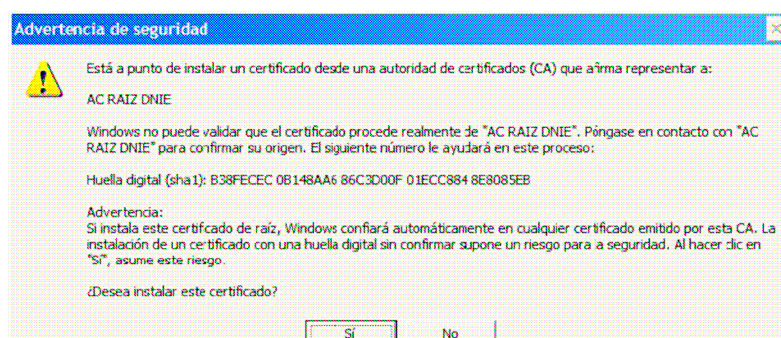 Advertencia de seguridad
Está a punto de instalar un certificado desde una autoridad de certificados (CA) que afirma representar a:
AC RAIZ DNIE
Windows no puede validar que el certificado procede realmente de "AC RAIZ DNIE". Póngase en contacto con "AC
RAIZ DNIE" para confirmar su origen. El siguiente número le ayudará en este proceso:
Huella digital (sha1): B38FECEC 0B148AA6 86C3D00F 01ECC884 8E8085EB
Advertencia:
Si instala este certificado de raíz, Windows confiará automáticamente en cualquier certificado emitido por esta CA. La
instalación de un certificado con una huella digital sin confirmar supone un riesgo para la seguridad. Al hacer clic en
"Sí", asume este riesgo.
¿Desea instalar este certificado?
Sí No